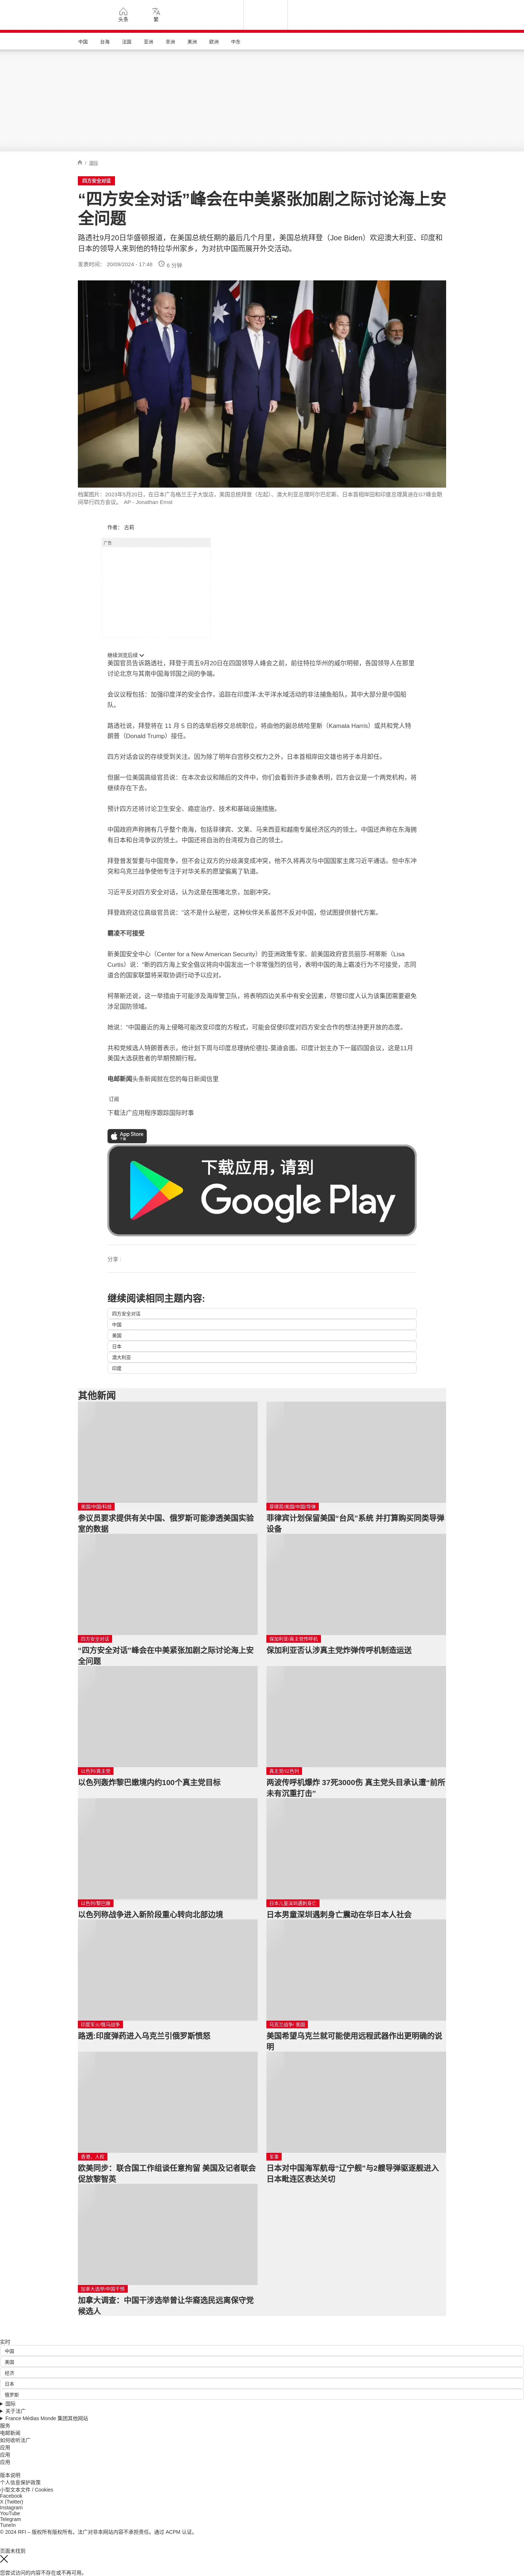 头条
繁
中国 台海 法国 亚洲 非洲 美洲 欧洲 中东
/ 国际
四方安全对话
“四方安全对话”峰会在中美紧张加剧之际讨论海上安
全问题
路透社9月20日华盛顿报道，在美国总统任期的最后几个月里，美国总统拜登（Joe Biden）欢迎澳大利亚、印度和
日本的领导人来到他的特拉华州家乡，为对抗中国而展开外交活动。
发表时间： 20/09/2024 - 17:48 6 分钟
档案图片：2023年5月20日，在日本广岛格兰王子大饭店，美国总统拜登（左起）、澳大利亚总理阿尔巴尼斯、日本首相岸田和印度总理莫迪在G7峰会期
间举行四方会议。 AP - Jonathan Ernst
作者： 古莉
广告
继续浏览后续
美国官员告诉路透社，拜登于周五9月20日在四国领导人峰会之前，前往特拉华州的威尔明顿，各国领导人在那里
讨论北京与其南中国海邻国之间的争端。
会议议程包括：加强印度洋的安全合作，追踪在印度洋-太平洋水域活动的非法捕鱼船队，其中大部分是中国船
队。
路透社说，拜登将在 11 月 5 日的选举后移交总统职位，将由他的副总统哈里斯（Kamala Harris）或共和党人特
朗普（Donald Trump）接任。
四方对话会议的存续受到关注。因为除了明年白宫移交权力之外，日本首相岸田文雄也将于本月卸任。
但据一位美国高级官员说：在本次会议和随后的文件中，你们会看到许多迹象表明，四方会议是一个两党机构，将
继续存在下去。
预计四方还将讨论卫生安全、癌症治疗、技术和基础设施措施。
中国政府声称拥有几乎整个南海，包括菲律宾、文莱、马来西亚和越南专属经济区内的领土。中国还声称在东海拥
有日本和台湾争议的领土。中国还将自治的台湾视为自己的领土。
拜登曾发誓要与中国竞争，但不会让双方的分歧演变成冲突，他不久将再次与中国国家主席习近平通话。但中东冲
突和乌克兰战争使他专注于对华关系的愿望偏离了轨道。
习近平反对四方安全对话，认为这是在围堵北京，加剧冲突。
拜登政府这位高级官员说：“这不是什么秘密，这种伙伴关系虽然不反对中国，但试图提供替代方案。
霸凌不可接受
新美国安全中心（Center for a New American Security）的亚洲政策专家、前美国政府官员丽莎-柯蒂斯（Lisa
Curtis）说：“新的四方海上安全倡议将向中国发出一个非常强烈的信号，表明中国的海上霸凌行为不可接受，志同
道合的国家联盟将采取协调行动予以应对。
柯蒂斯还说，这一举措由于可能涉及海岸警卫队，将表明四边关系中有安全因素，尽管印度人认为该集团需要避免
涉足国防领域。
她说：“中国最近的海上侵略可能改变印度的方程式，可能会促使印度对四方安全合作的想法持更开放的态度。
共和党候选人特朗普表示，他计划下周与印度总理纳伦德拉-莫迪会面。印度计划主办下一届四国会议，这是11月
美国大选获胜者的早期预期行程。
电邮新闻头条新闻就在您的每日新闻信里
订阅
下载法广应用程序跟踪国际时事
App Store
下载
下载应用，请到
Google Play
分享 :
继续阅读相同主题内容:
四方安全对话
中国
美国
日本
澳大利亚
印度
其他新闻
美国/中国/科技
参议员要求提供有关中国、俄罗斯可能渗透美国实验
室的数据
菲律宾/美国/中国/导弹
菲律宾计划保留美国“台风”系统 并打算购买同类导弹
设备
四方安全对话
“四方安全对话”峰会在中美紧张加剧之际讨论海上安
全问题
保加利亚/真主党传呼机
保加利亚否认涉真主党炸弹传呼机制造运送
以色列/真主党
以色列轰炸黎巴嫩境内约100个真主党目标
真主党/以色列
两波传呼机爆炸 37死3000伤 真主党头目承认遭“前所
未有沉重打击”
以色列/黎巴嫩
以色列称战争进入新阶段重心转向北部边境
日本儿童深圳遇刺身亡
日本男童深圳遇刺身亡震动在华日本人社会
印度军火/俄乌战争
路透:印度弹药进入乌克兰引俄罗斯愤怒
乌克兰战争/ 美国
美国希望乌克兰就可能使用远程武器作出更明确的说
明
香港，人权
欧美同步：联合国工作组谈任意拘留 美国及记者联会
促放黎智英
军事
日本对中国海军航母“辽宁舰”与2艘导弹驱逐舰进入
日本毗连区表达关切
加拿大选举/中国干预
加拿大调查：中国干涉选举曾让华裔选民远离保守党
候选人
实时
中国
美国
经济
日本
俄罗斯
国际
关于法广
France Médias Monde 集团其他网站
服务
电邮新闻
如何收听法广
应用
应用
应用
版本说明
个人信息保护政策
小型文本文件 / Cookies
Facebook
X (Twitter)
Instagram
YouTube
Telegram
TuneIn
© 2024 RFI – 版权所有版权所有。法广对非本网站内容不承担责任。通过 ACPM 认证。
页面未找到
您尝试访问的内容不存在或不再可用。